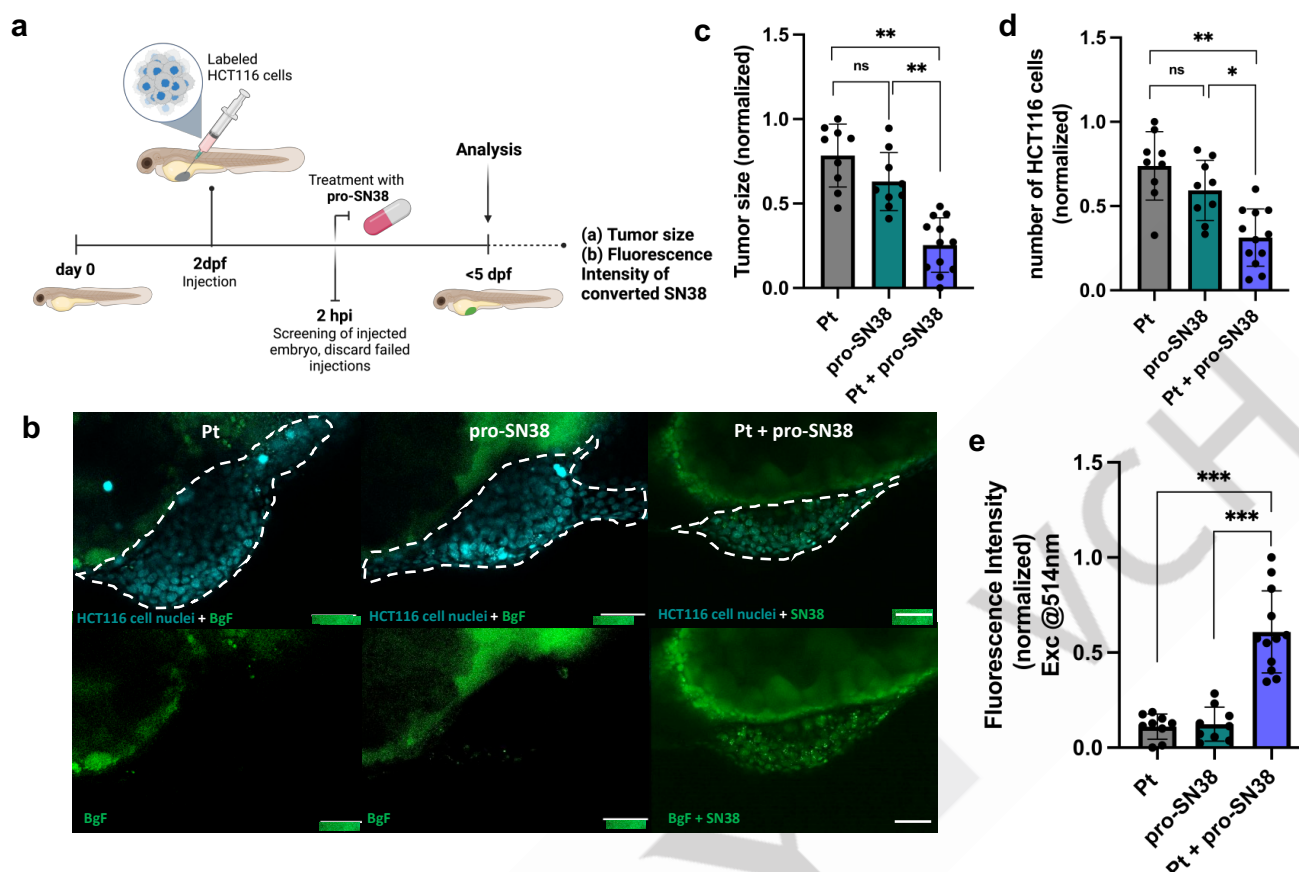 a
Labeled
HCT116 cells
Treatment with
pro-SN38
Analysis
day 0
2dpf
Injection
2 hpi
Screening of injected
embryo, discard failed
injections
<5 dpf
(a) Tumor size
(b) Fluorescence
Intensity of
converted SN38
b
Pt
pro-SN38
Pt + pro-SN38
HCT116 cell nuclei + BgF
HCT116 cell nuclei + BgF
HCT116 cell nuclei + SN38
BgF
BgF
BgF + SN38
c
Tumor size (normalized)
1.5
1.0
0.5
0.0
**
ns
**
Pt
pro-SN38
Pt + pro-SN38
d
number of HCT116 cells
(normalized)
1.5
1.0
0.5
0.0
**
ns
*
Pt
pro-SN38
Pt + pro-SN38
e
Fluorescence Intensity
(normalized)
Exc @514nm
1.5
1.0
0.5
0.0
***
***
Pt
pro-SN38
Pt + pro-SN38
VCH